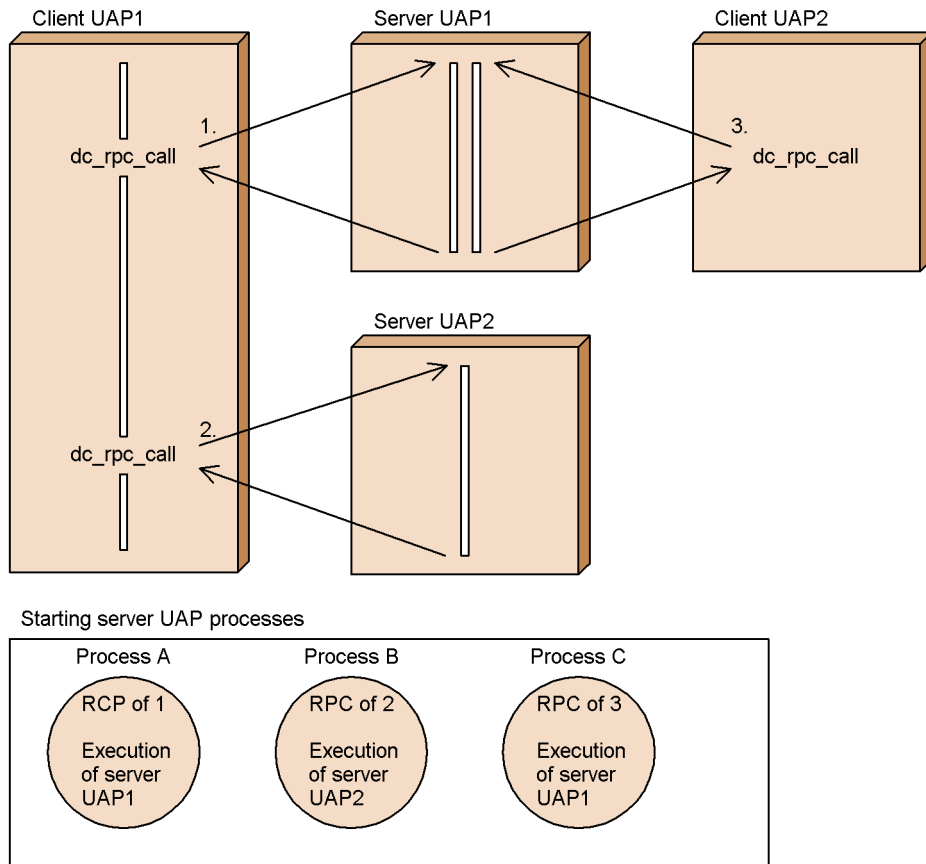 Client UAP1
Server UAP1
Client UAP2
1.
3.
dc_rpc_call
dc_rpc_call
Server UAP2
2.
dc_rpc_call
Starting server UAP processes
Process A
Process B
Process C
RCP of 1
RPC of 2
RPC of 3
Execution
of server
UAP1
Execution
of server
UAP2
Execution
of server
UAP1